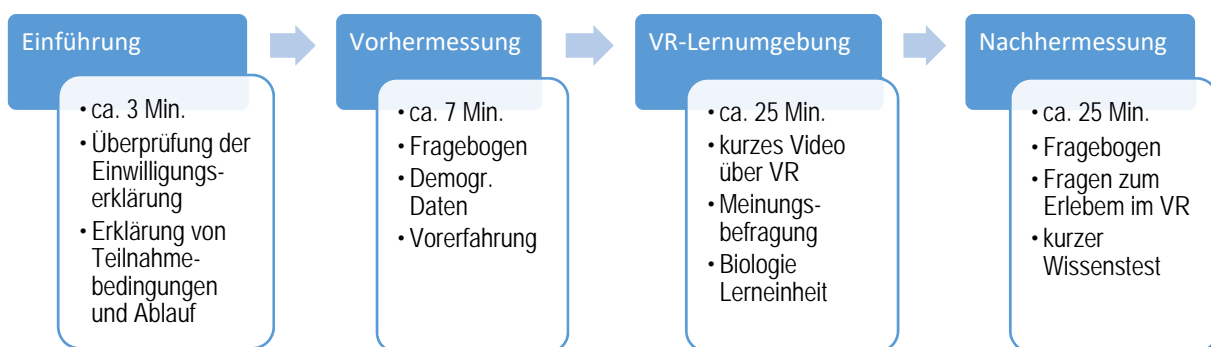 Einführung
• ca. 3 Min.
• Überprüfung der
Einwilligungs-
erklärung
• Erklärung von
Teilnahme-
bedingungen
und Ablauf
Vorhermessung
• ca. 7 Min.
• Fragebogen
• Demogr.
Daten
• Vorerfahrung
VR-Lernumgebung
• ca. 25 Min.
• kurzes Video
über VR
• Meinungs-
befragung
• Biologie
Lerneinheit
Nachhermessung
• ca. 25 Min.
• Fragebogen
• Fragen zum
Erlebem im VR
• kurzer
Wissenstest